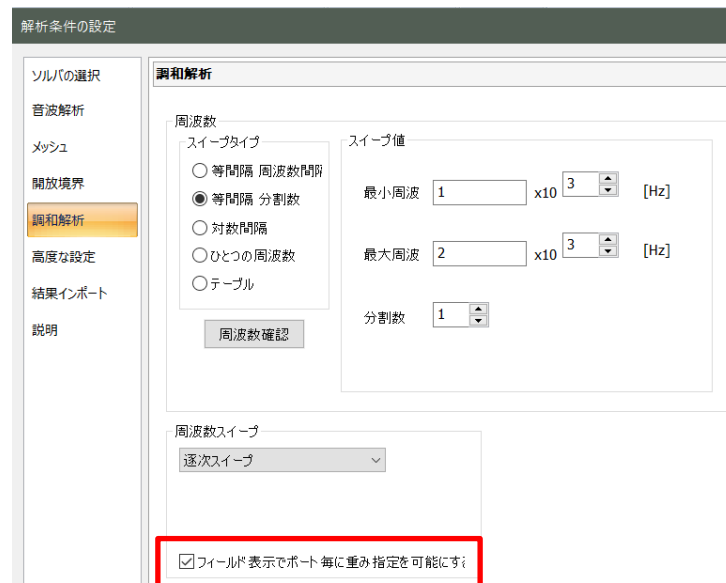 解析条件の設定
ソルバの選択
音波解析
メッシュ
開放境界
調和解析
高度な設定
結果インポート
説明
調和解析
周波数
スイープタイプ
等間隔 周波数間隔
等間隔 分割数
対数間隔
ひとつの周波数
テーブル
周波数確認
スイープ値
最小周波 1 x10 3 [Hz]
最大周波 2 x10 3 [Hz]
分割数 1
周波数スイープ
逐次スイープ
フィールド表示でポート毎に重み指定を可能にする